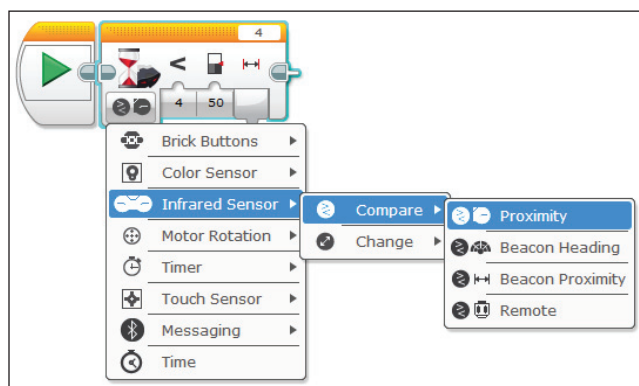 4
<
4 50
Brick Buttons
Color Sensor
Infrared Sensor
Motor Rotation
Timer
Touch Sensor
Messaging
Time
Compare
Change
Proximity
Beacon Heading
Beacon Proximity
Remote